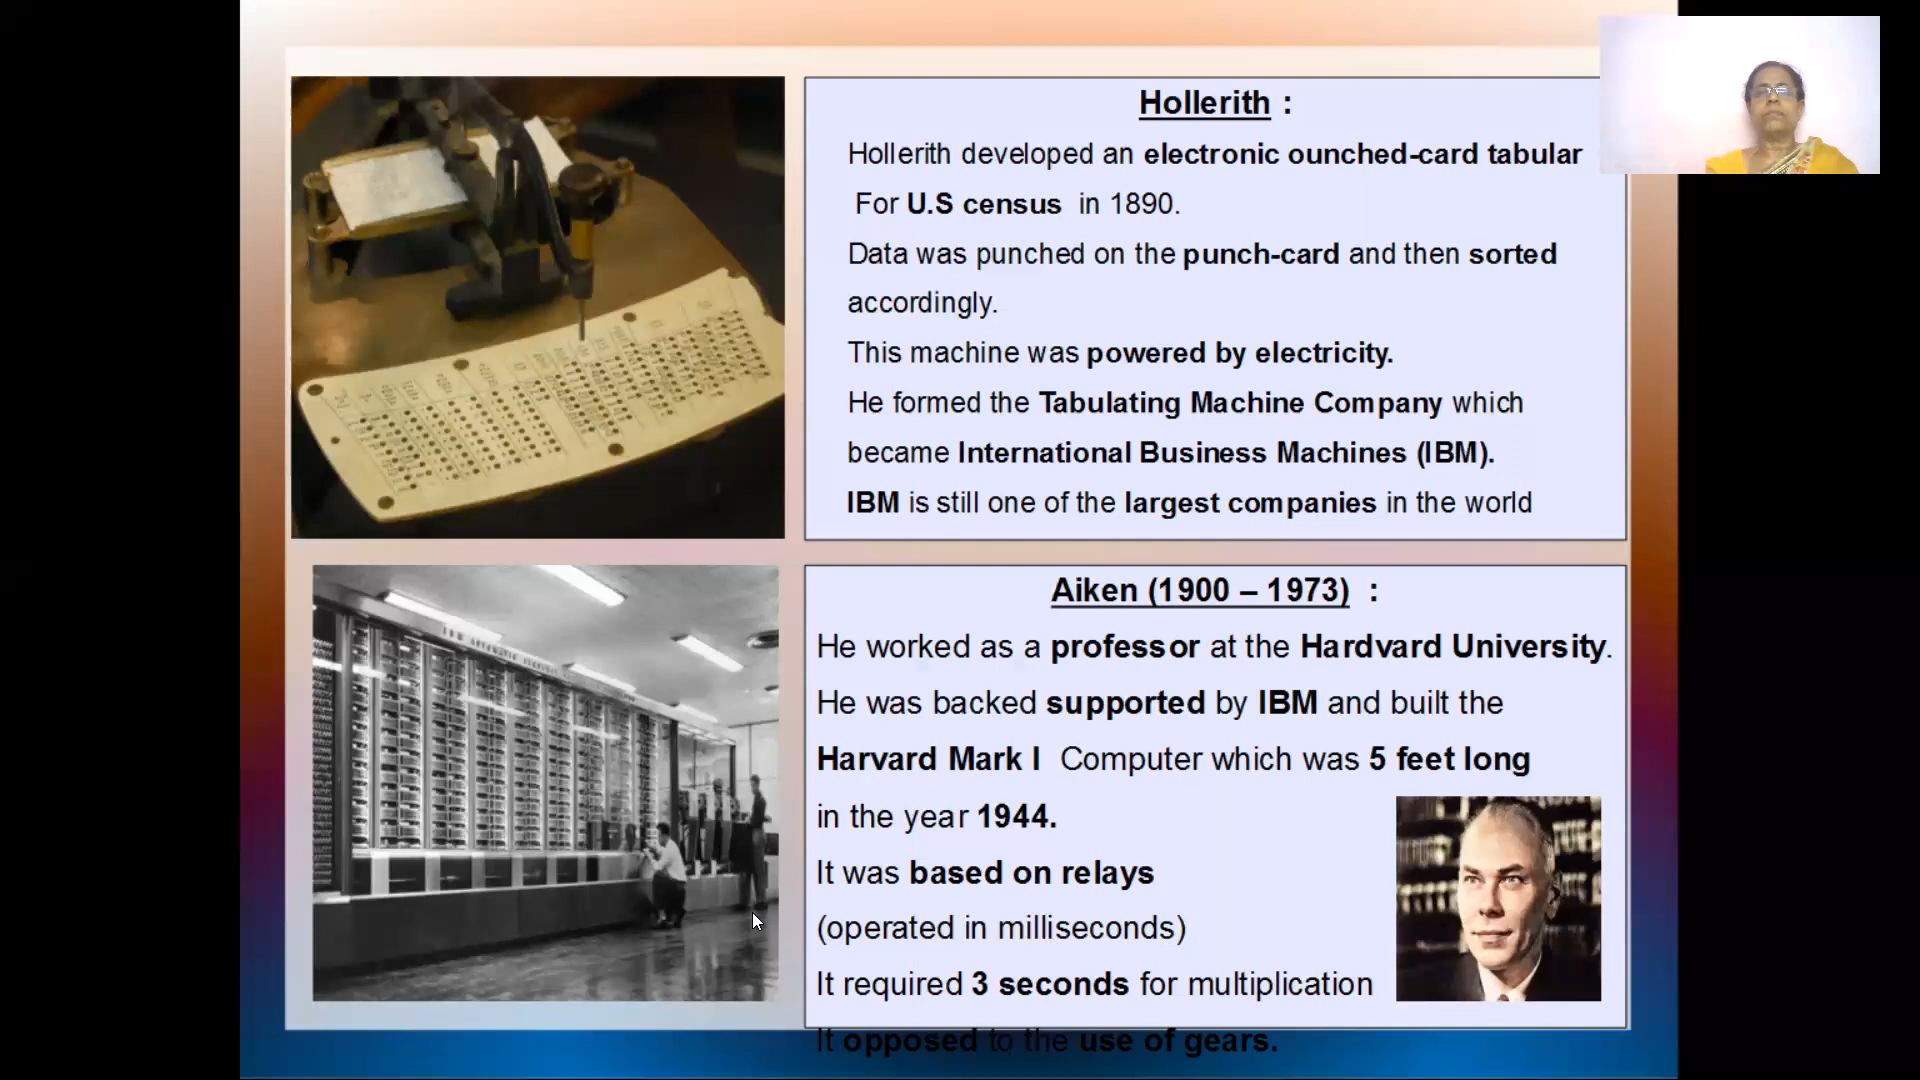 Hollerith :
Hollerith developed an electronic ounched-card tabular
For U.S census in 1890.
Data was punched on the punch-card and then sorted
accordingly.
This machine was powered by electricity.
He formed the Tabulating Machine Company which
became International Business Machines (IBM).
IBM is still one of the largest companies in the world
Aiken (1900 – 1973) :
He worked as a professor at the Hardvard University.
He was backed supported by IBM and built the
Harvard Mark I Computer which was 5 feet long
in the year 1944.
It was based on relays
(operated in milliseconds)
It required 3 seconds for multiplication
It opposed to the use of gears.